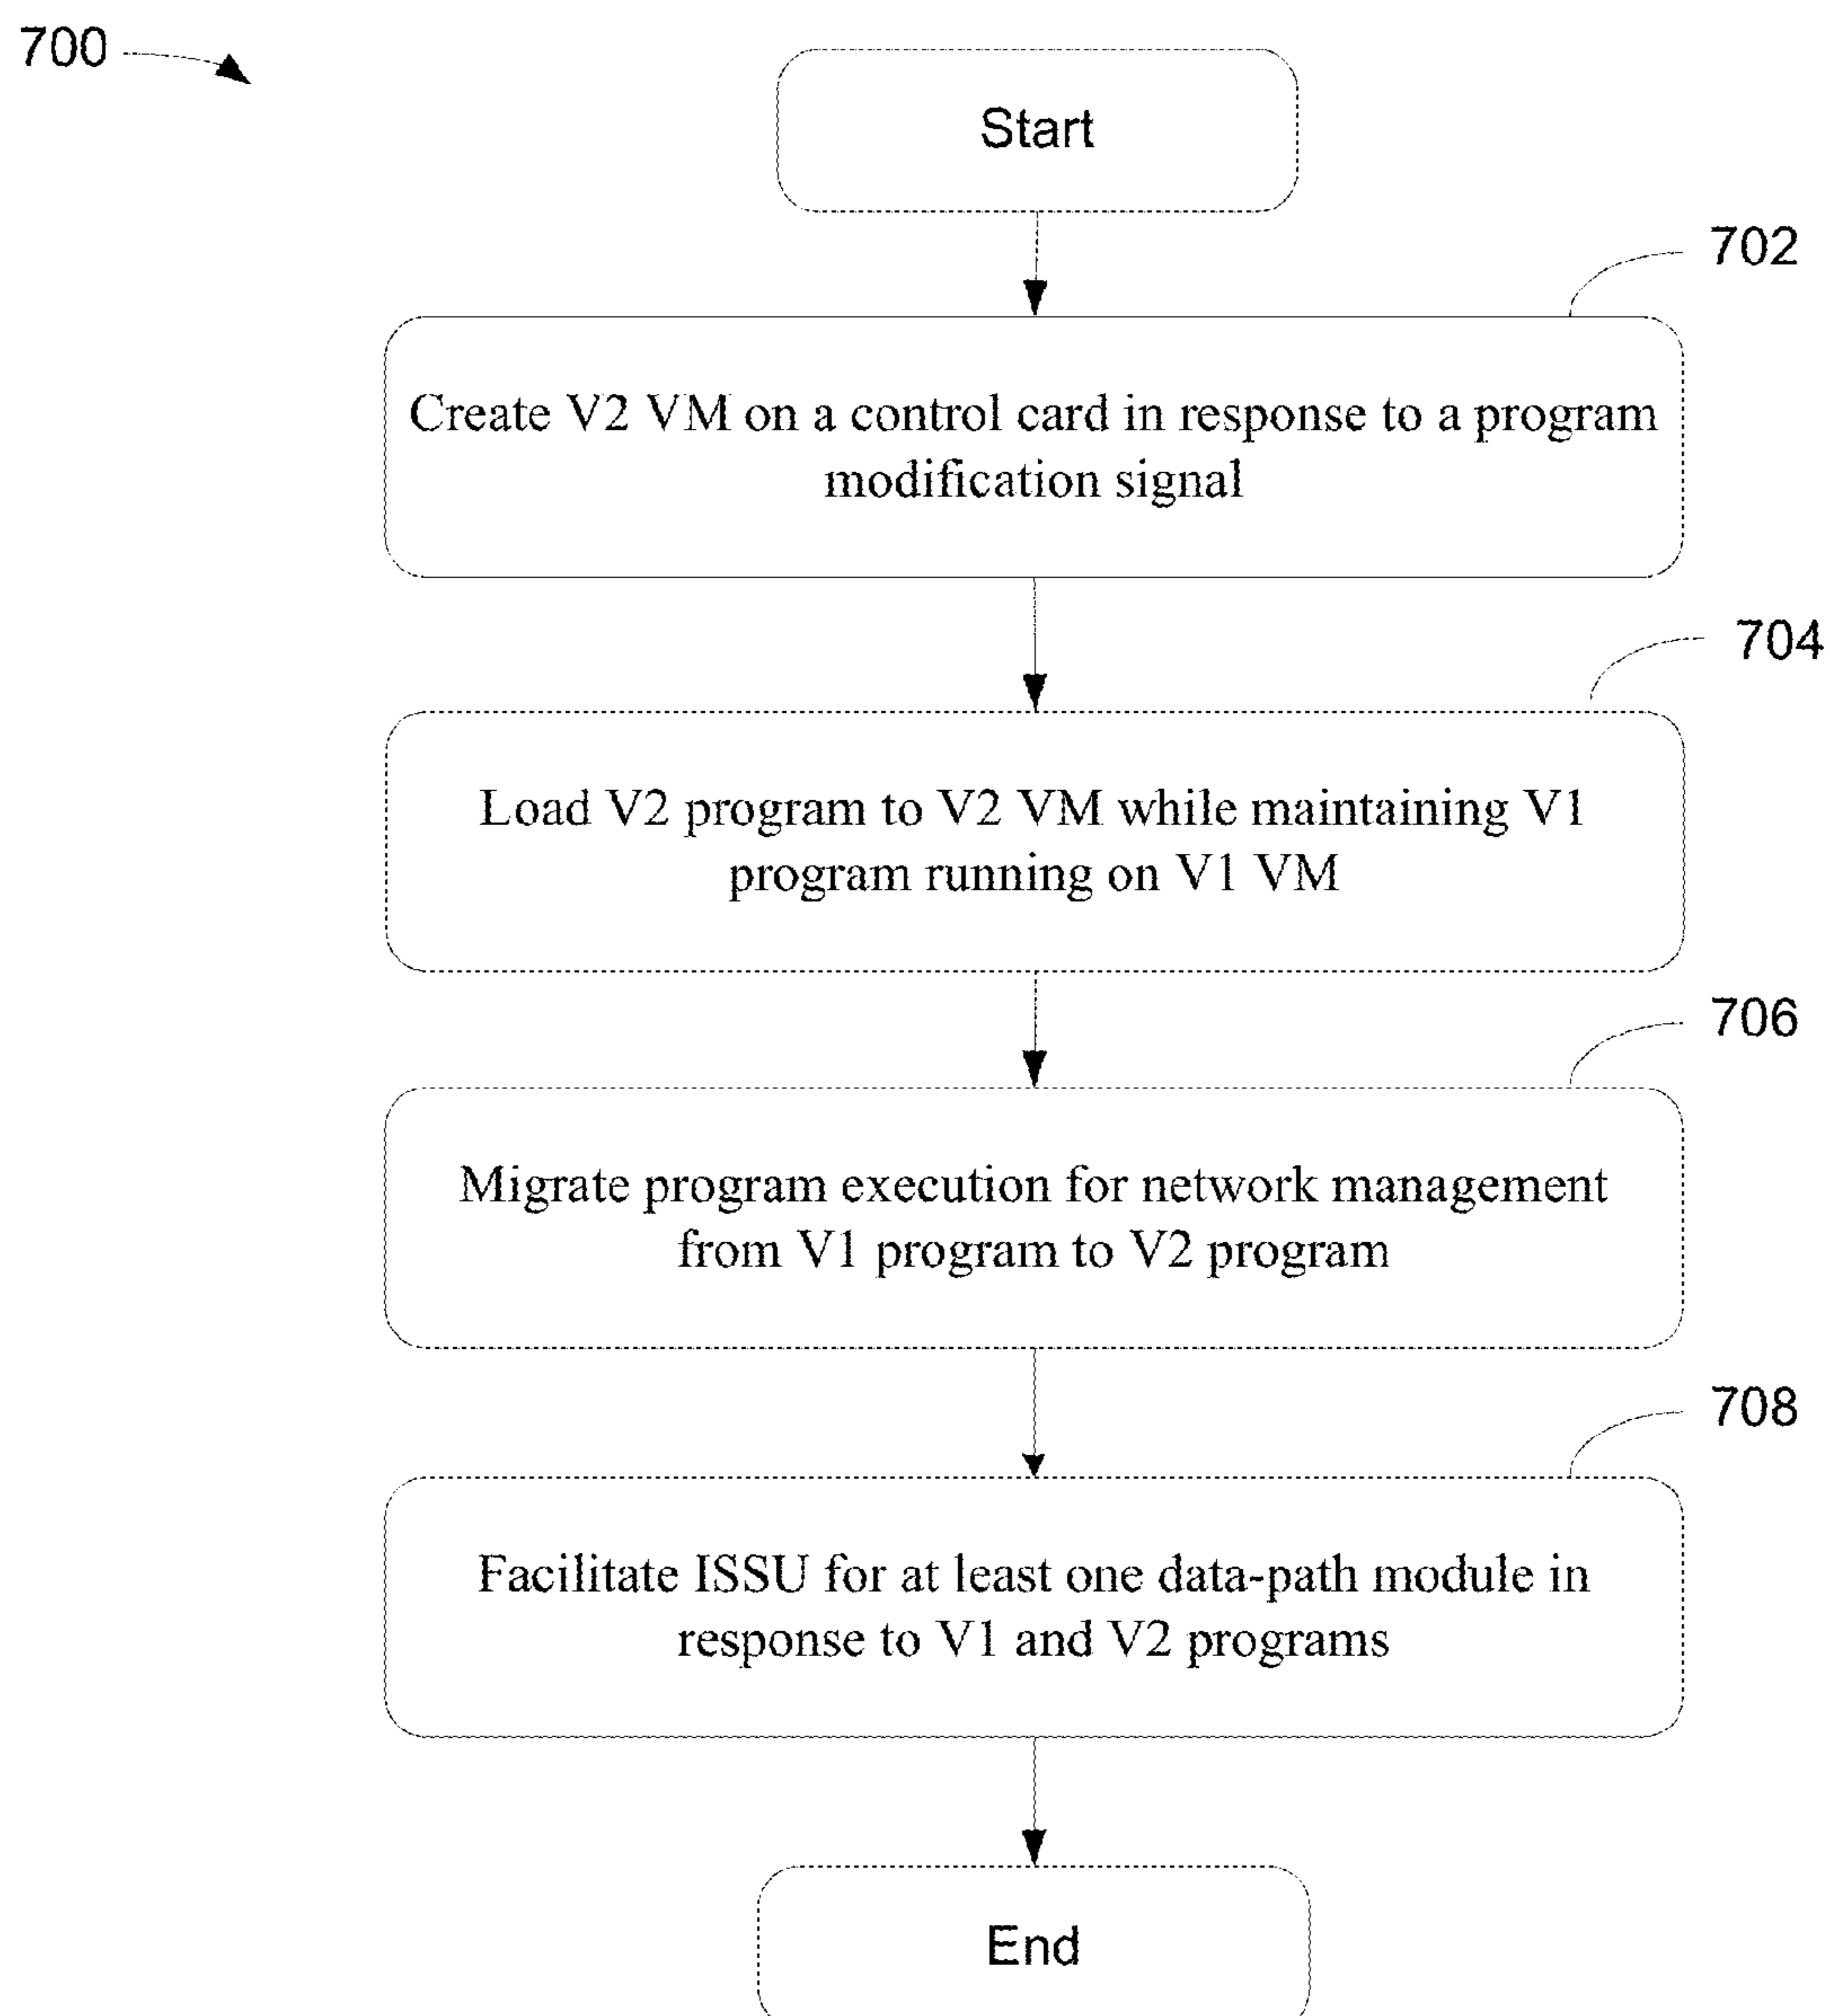 700
Start
702
Create V2 VM on a control card in response to a program
modification signal
704
Load V2 program to V2 VM while maintaining V1
program running on V1 VM
706
Migrate program execution for network management
from V1 program to V2 program
708
Facilitate ISSU for at least one data-path module in
response to V1 and V2 programs
End